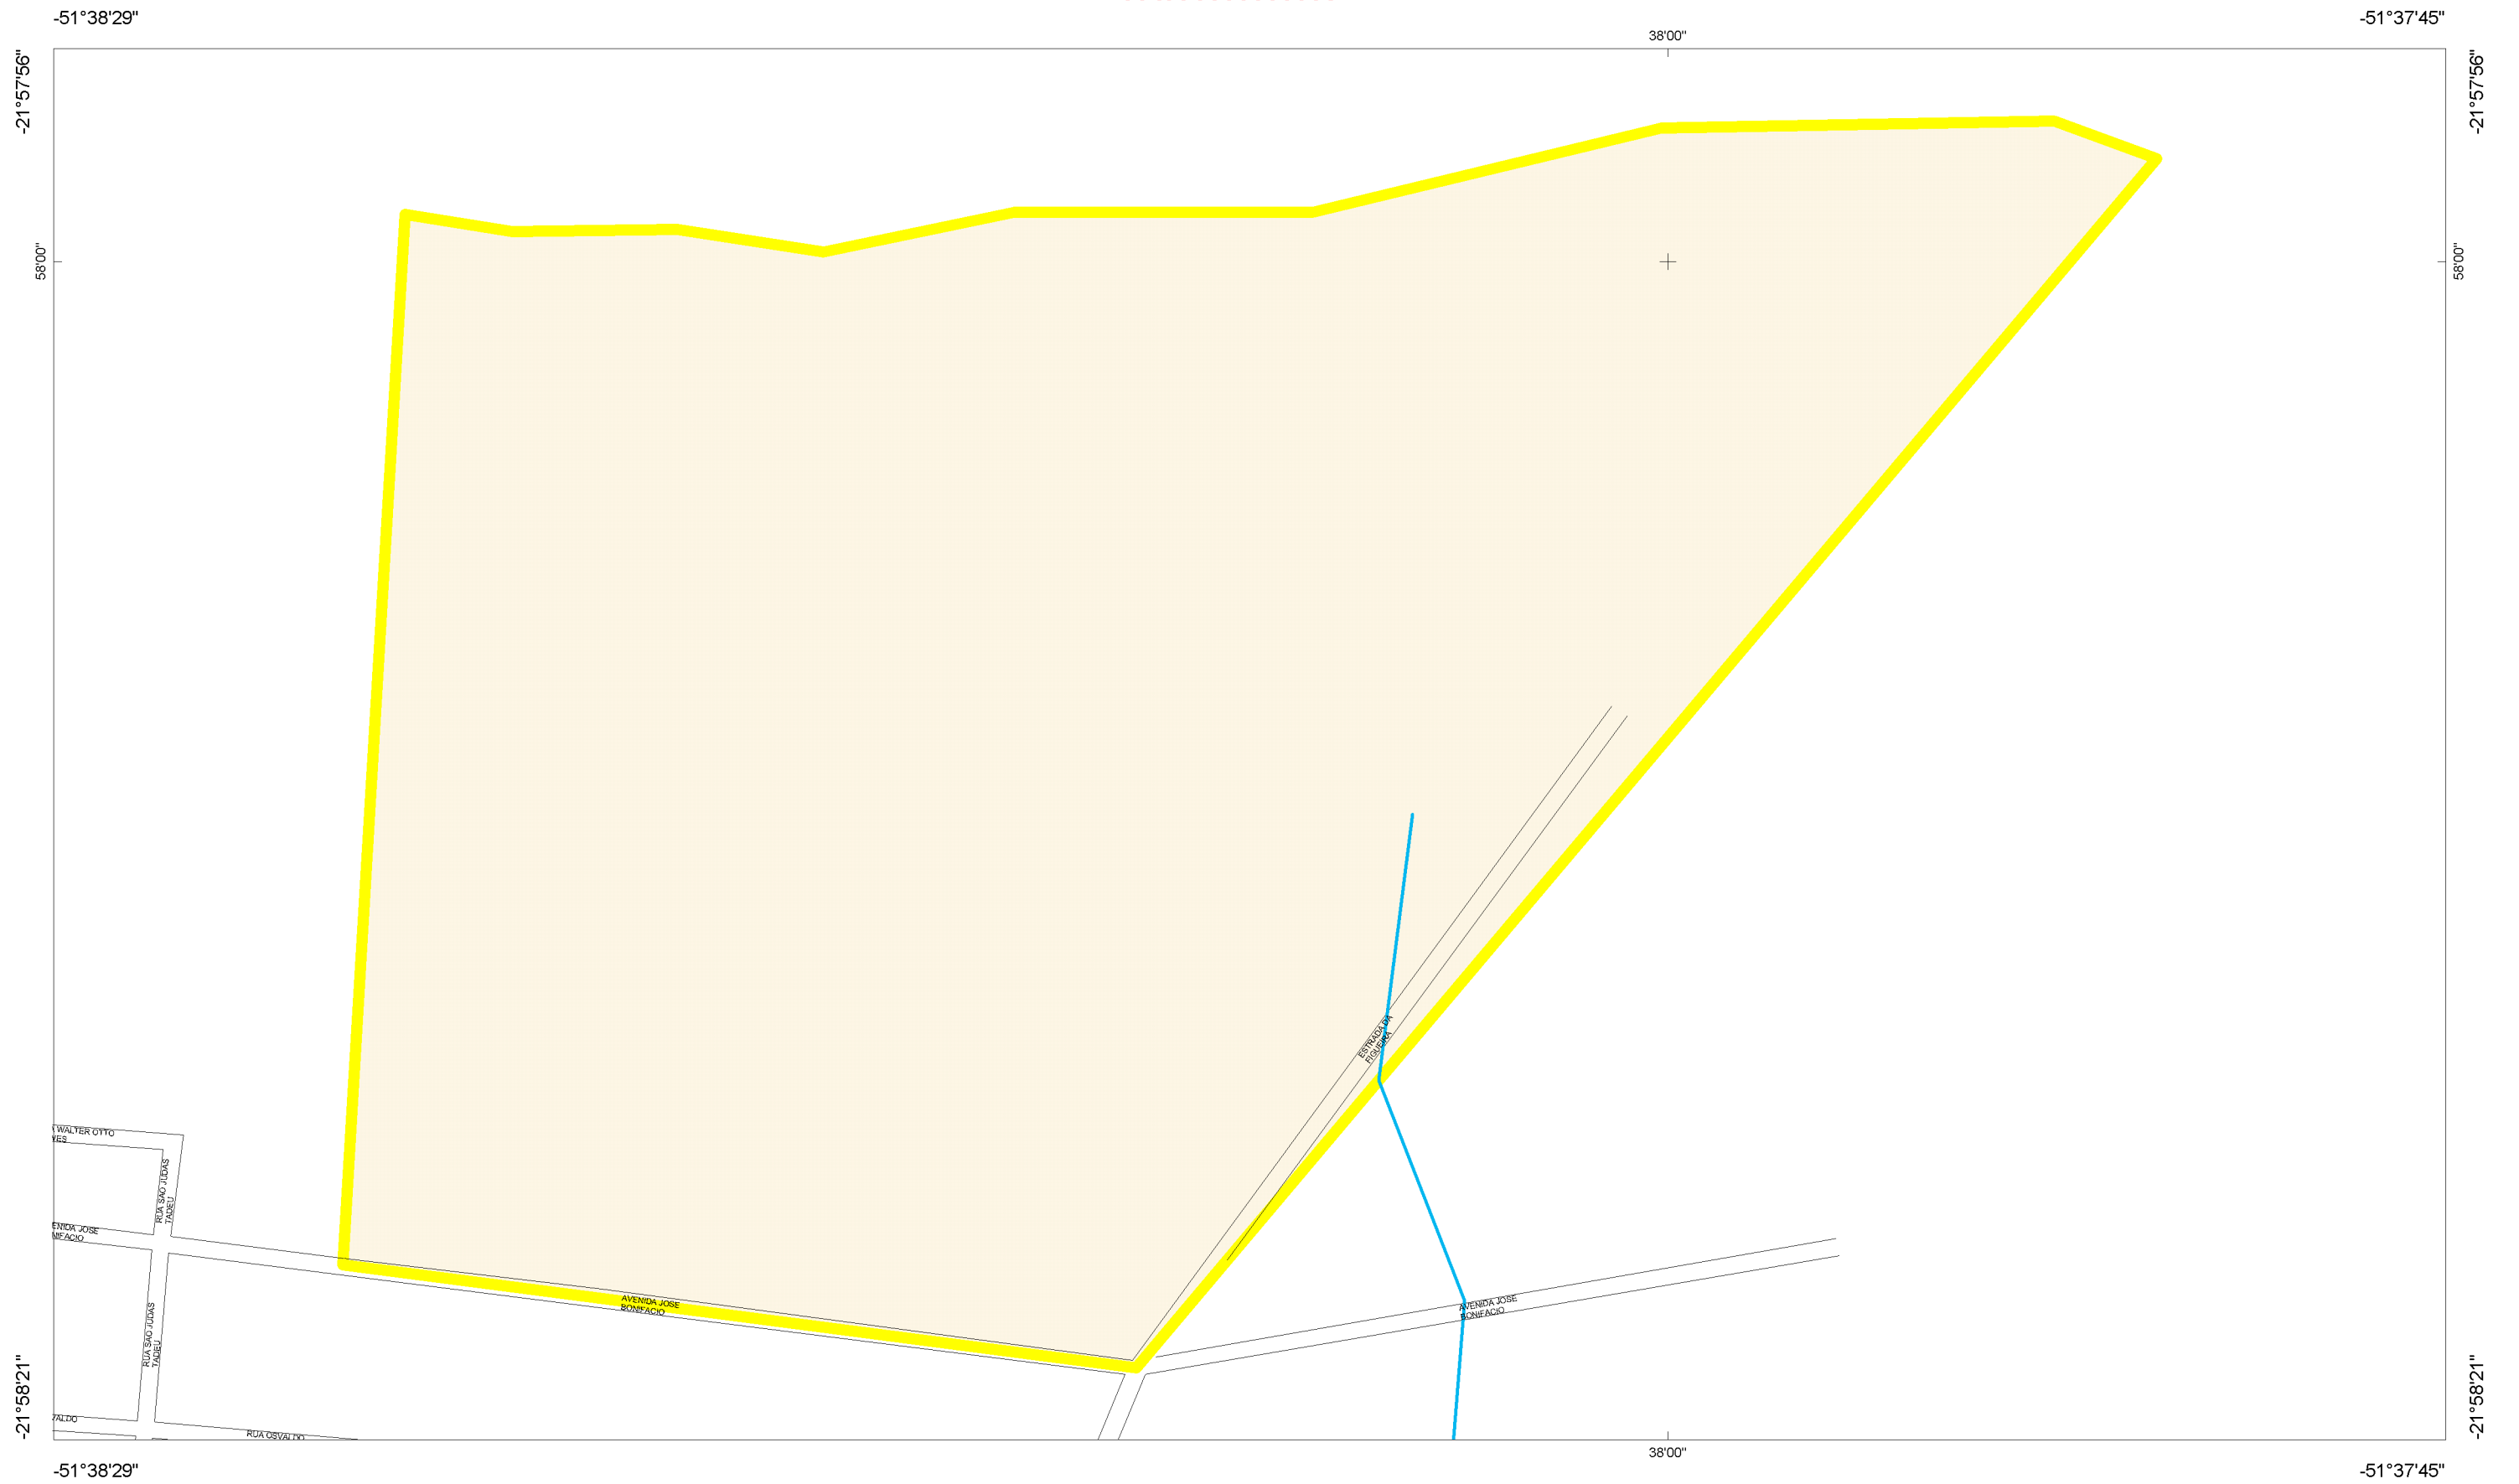 -51°38'29"
-51°37'45"
38'00"
-21°57'56"
-21°57'56"
58'00"
58'00"
ESTRADA DA
FIGUEIRA
WALTER OTTO
RUA SAO JUDAS
TADEU
AVENIDA JOSE
BONIFACIO
AVENIDA JOSE
BONIFACIO
RUA SAO JUDAS
TADEU
RUA OSVALDO
-21°58'21"
-21°58'21"
38'00"
-51°38'29"
-51°37'45"